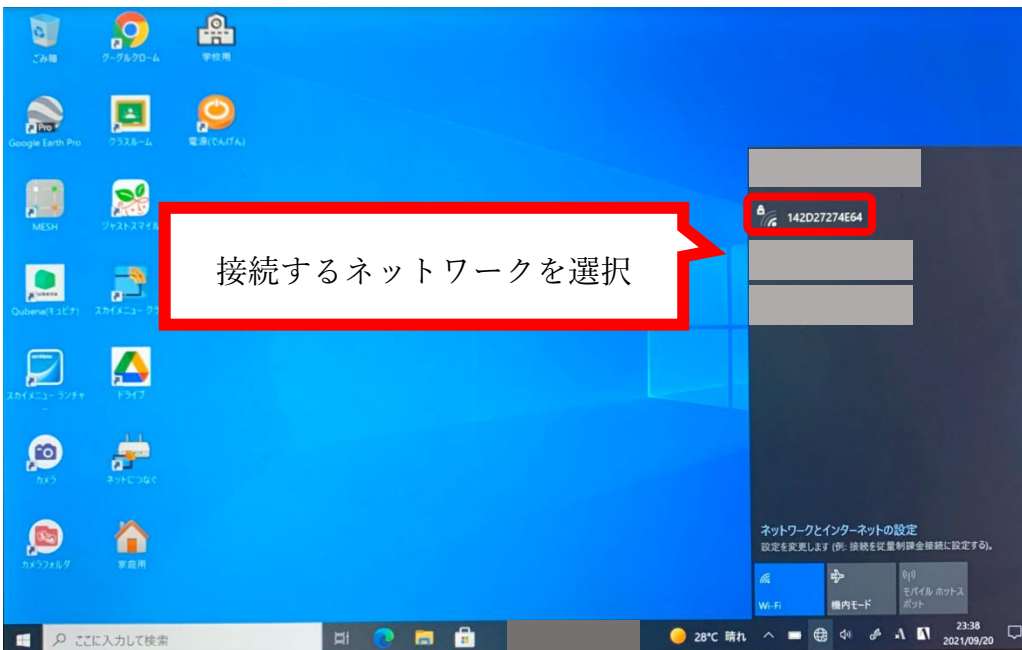 ごみ箱
グーグルクローム
学校用
Pro
Google Earth Pro
クラスルーム
電源(でんげん)
MESH
ジャストスマイル
142D27274E64
接続するネットワークを選択
Qubena
Qubena(キュビナ)
スカイメニュー クラ
スカイメニュー ランチャ
ー
ドライブ
カメラ
ネットにつなぐ
カメラフォルダ
家庭用
ネットワークとインターネットの設定
設定を変更します (例: 接続を従量制課金接続に設定する)。
Wi-Fi
機内モード
モバイル ホットス
ポット
ここに入力して検索
28°C 晴れ
A
23:38
2021/09/20